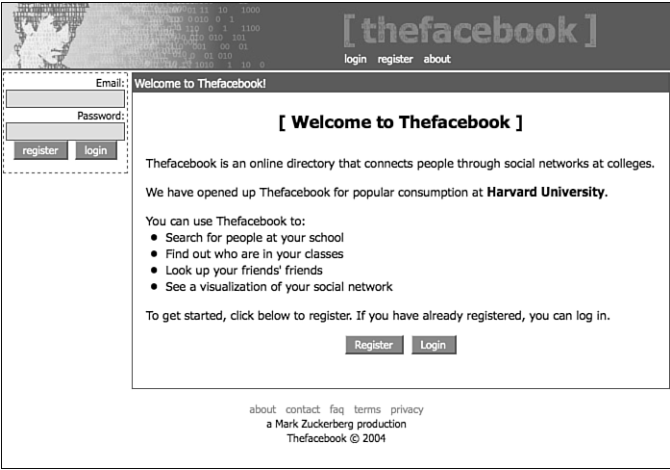 [ thefacebook ]
login register about
Email:
Password:
register login
Welcome to Thefacebook!
[ Welcome to Thefacebook ]
Thefacebook is an online directory that connects people through social networks at colleges.
We have opened up Thefacebook for popular consumption at Harvard University.
You can use Thefacebook to:
• Search for people at your school
• Find out who are in your classes
• Look up your friends' friends
• See a visualization of your social network
To get started, click below to register. If you have already registered, you can log in.
Register Login
about contact faq terms privacy
a Mark Zuckerberg production
Thefacebook © 2004